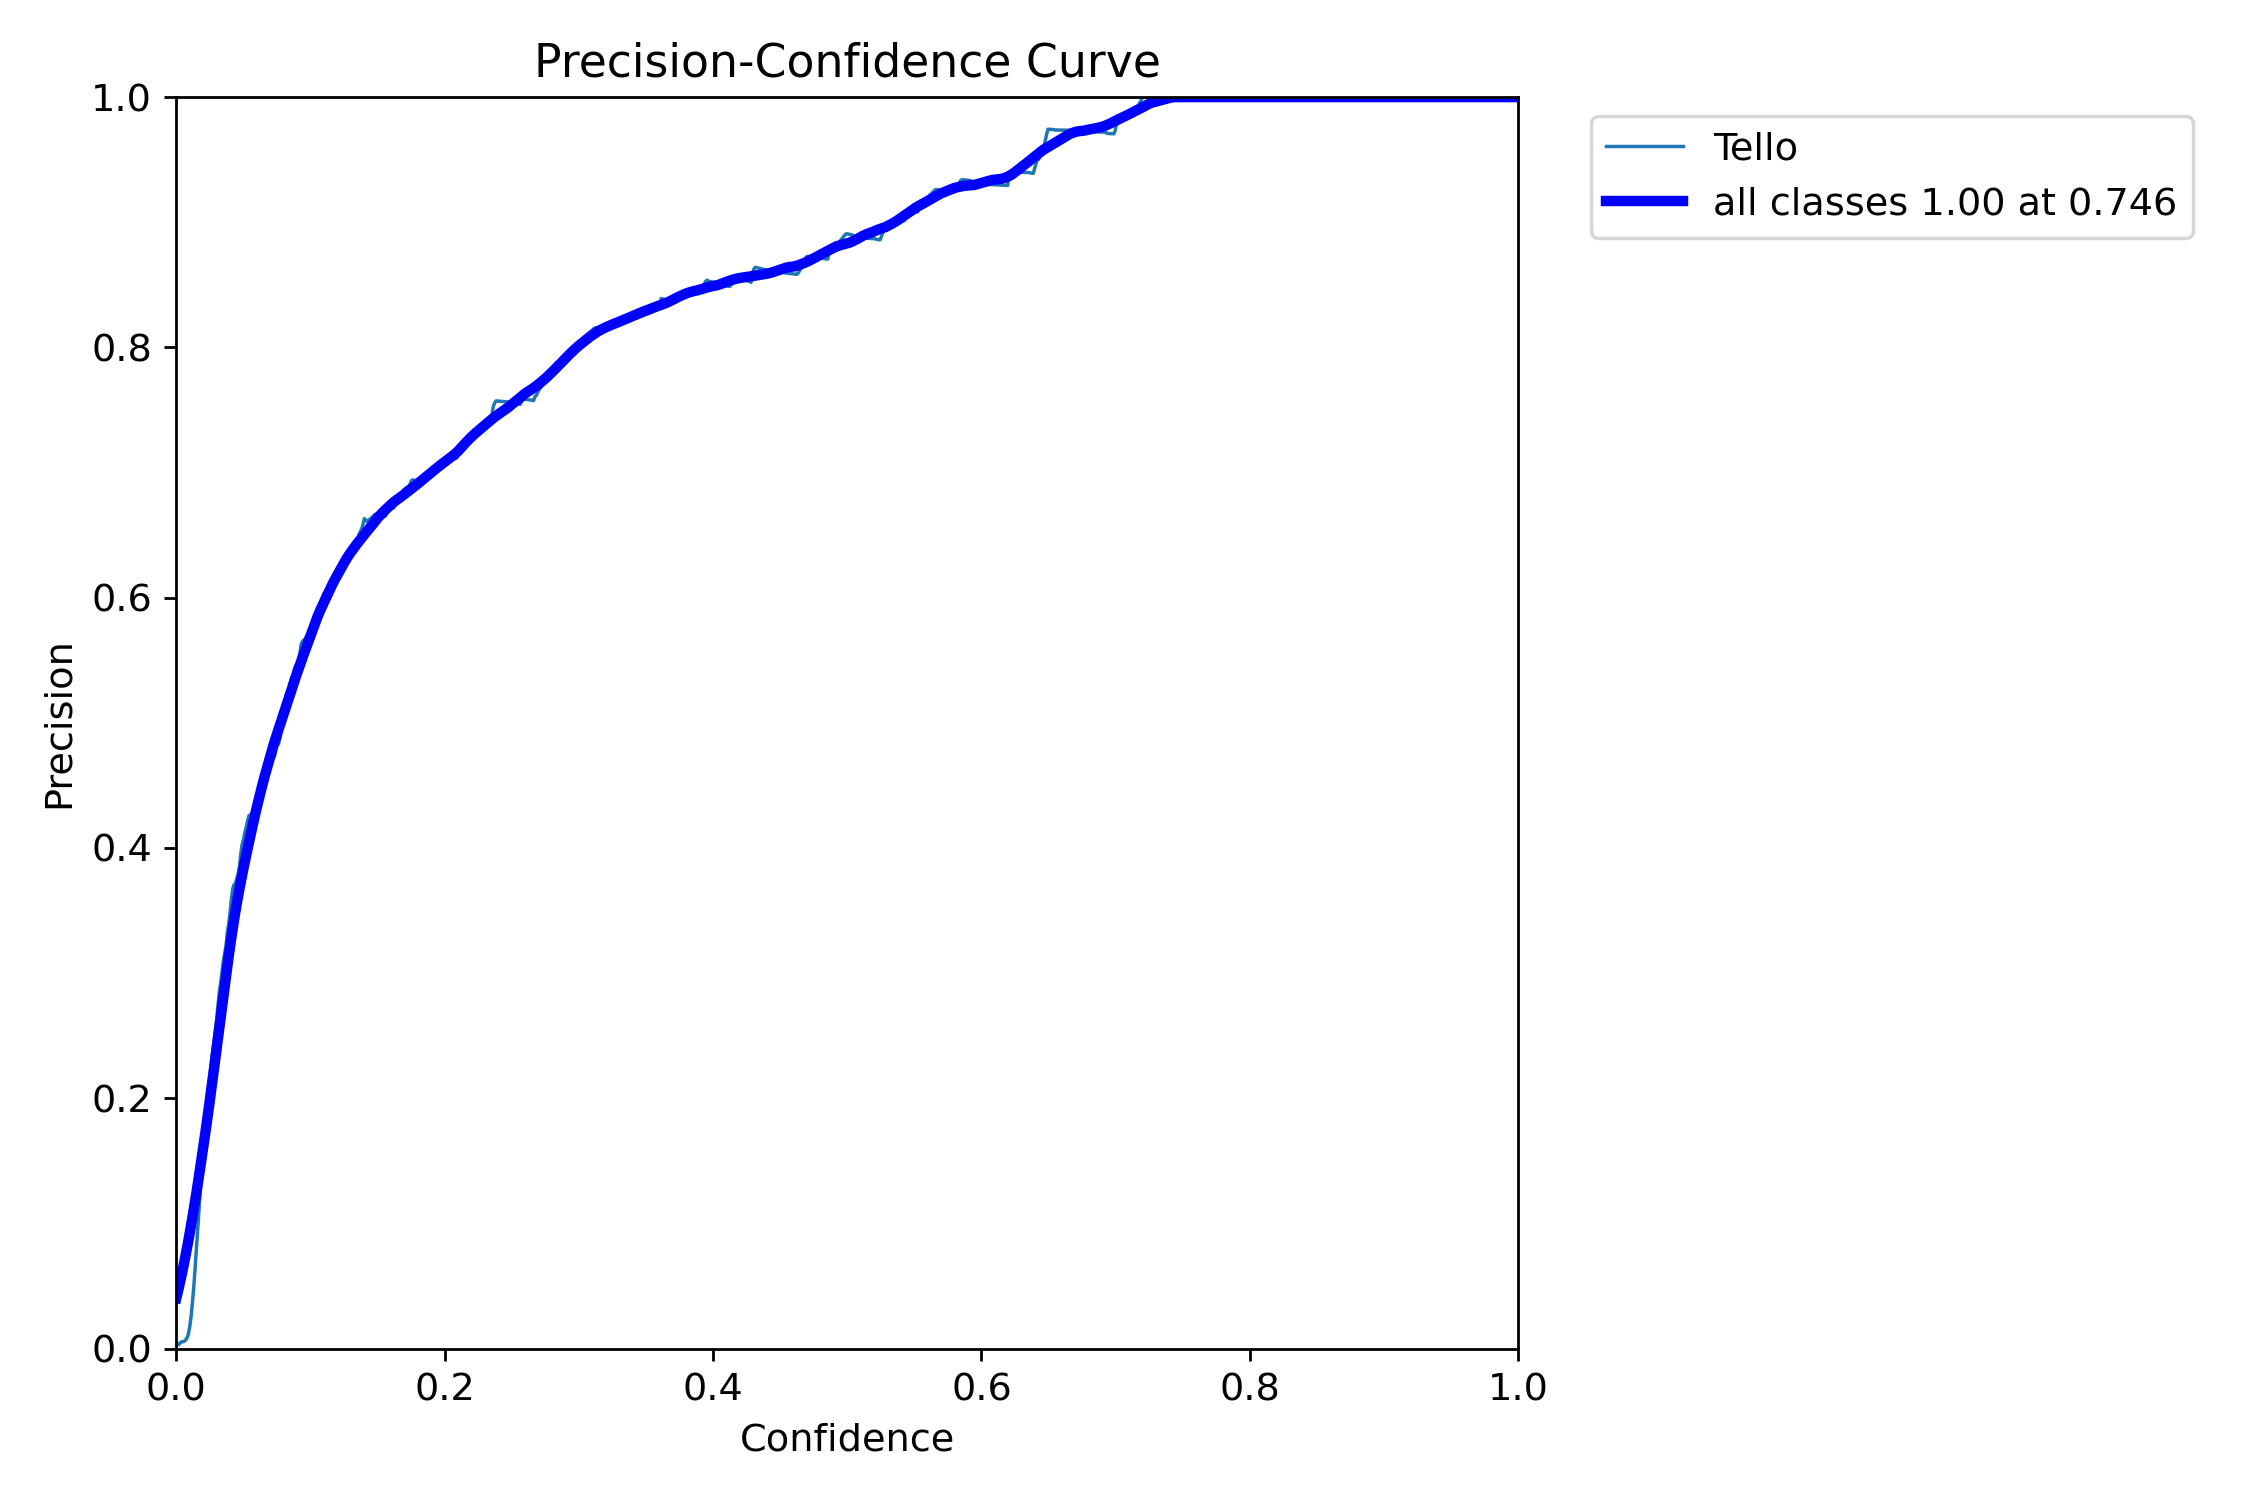 Precision-Confidence Curve
1.0
0.8
0.6
0.4
0.2
0.0
Precision
0.0 0.2 0.4 0.6 0.8 1.0
Confidence
Tello
all classes 1.00 at 0.746